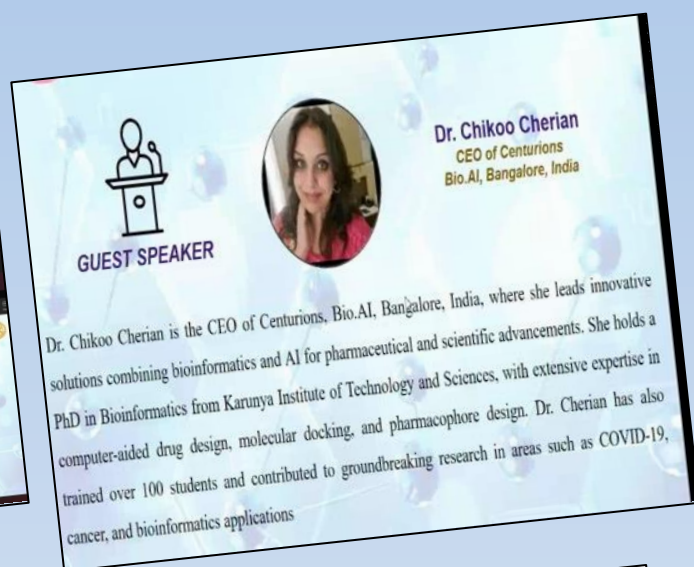 Dr. Chikoo Cherian
CEO of Centurions
Bio.AI, Bangalore, India
GUEST SPEAKER
Dr. Chikoo Cherian is the CEO of Centurions, Bio.AI, Bangalore, India, where she leads innovative
solutions combining bioinformatics and AI for pharmaceutical and scientific advancements. She holds a
PhD in Bioinformatics from Karunya Institute of Technology and Sciences, with extensive expertise in
computer-aided drug design, molecular docking, and pharmacophore design. Dr. Cherian has also
trained over 100 students and contributed to groundbreaking research in areas such as COVID-19,
cancer, and bioinformatics applications